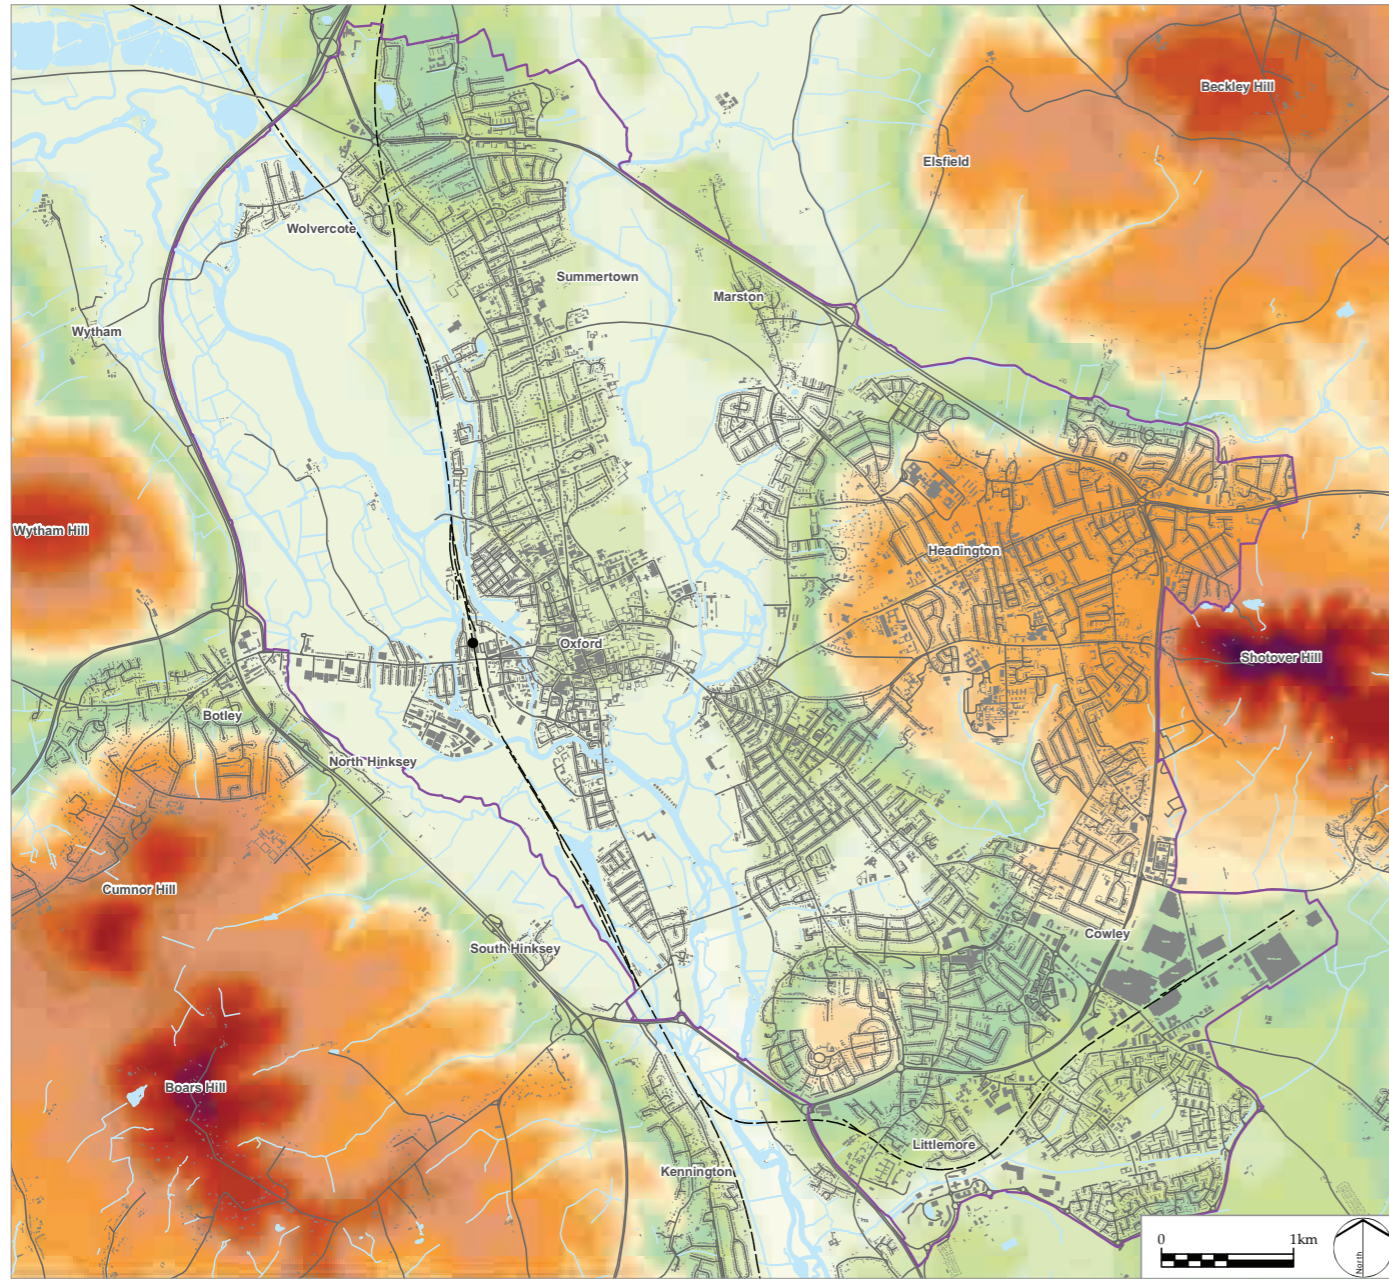 Beckley Hill
Elsfield
Wolvercote
Summertown
Marston
Wytham
Wytham Hill
Headington
Oxford
Shotover Hill
Botley
North Hinksey
Cumnor Hill
Cowley
South Hinksey
Boars Hill
Littlemore
Kennington
0 1km
North